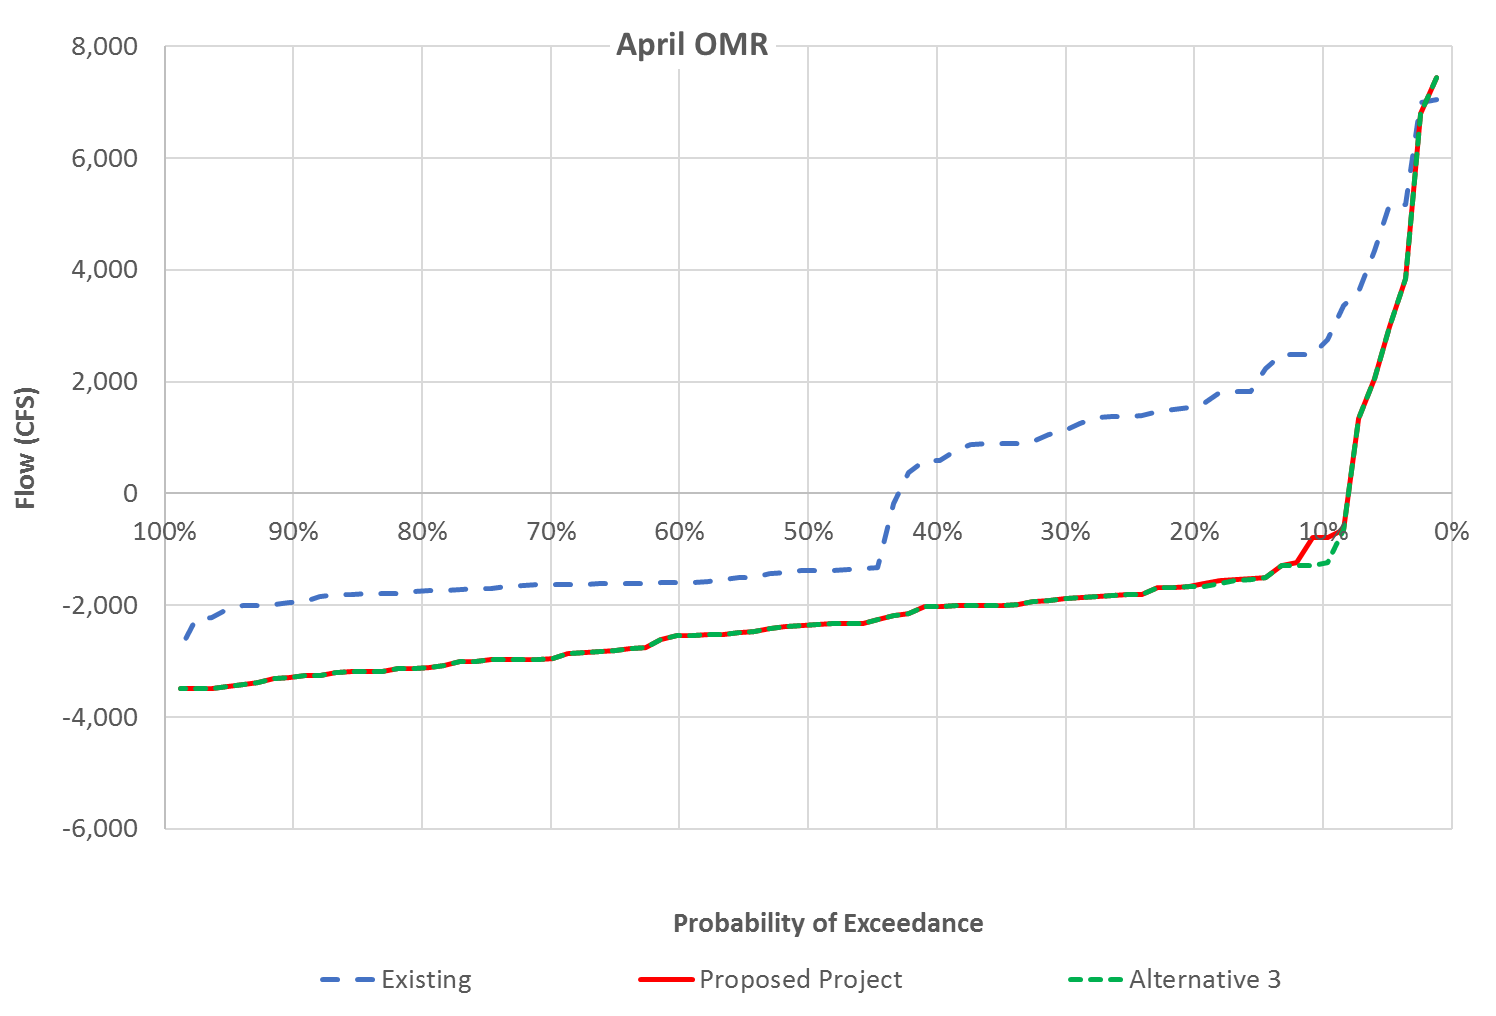 April OMR
8,000
6,000
4,000
2,000
0
-2,000
-4,000
-6,000
Flow (CFS)
100% 90% 80% 70% 60% 50% 40% 30% 20% 10% 0%
Probability of Exceedance
Existing Proposed Project Alternative 3